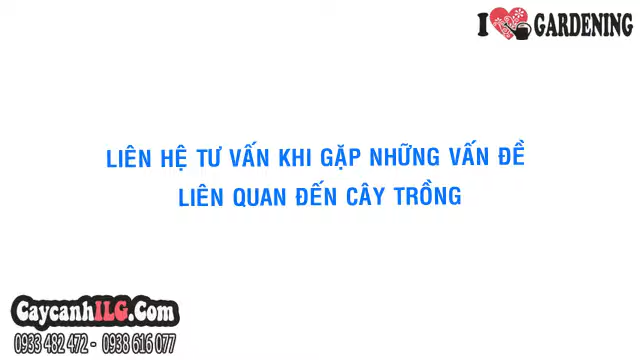 I GARDENING
LIÊN HỆ TƯ VẤN KHI GẶP NHỮNG VẤN ĐỀ
LIÊN QUAN ĐẾN CÂY TRỒNG
CaycanhILG.Com
0933 482 472 - 0938 616 077